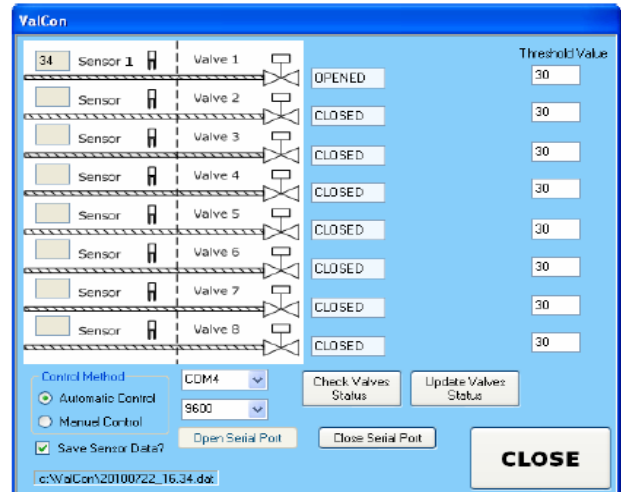 ValCon
Threshold Value
34 Sensor 1 Valve 1 OPENED 30
Sensor Valve 2 CLOSED 30
Sensor Valve 3 CLOSED 30
Sensor Valve 4 CLOSED 30
Sensor Valve 5 CLOSED 30
Sensor Valve 6 CLOSED 30
Sensor Valve 7 CLOSED 30
Sensor Valve 8 CLOSED 30
Control Method
Automatic Control
Manuel Control
Save Sensor Data?
c:\ValCon\20100722_16.34.dat
COM4
9600
Open Serial Port
Check Valves
Status
Update Valves
Status
Close Serial Port
CLOSE